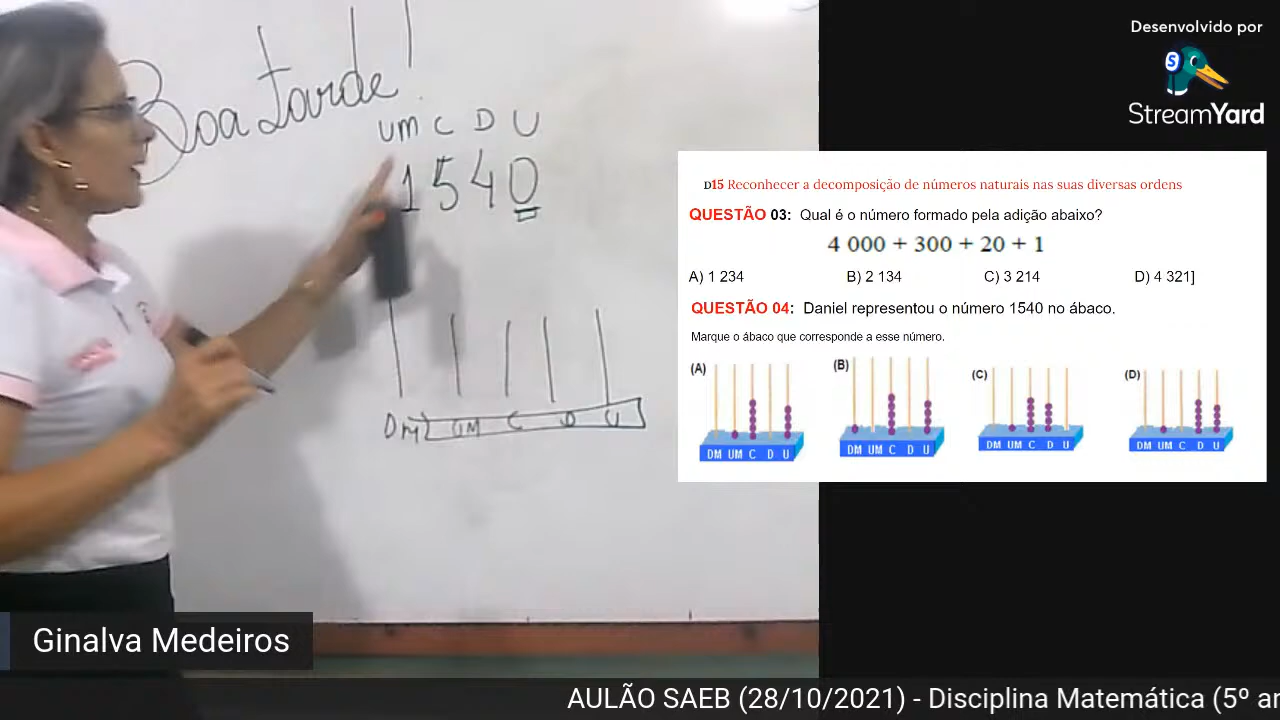 Boa tarde!
UM C D U
1540
DM UM C D U
Desenvolvido por
StreamYard
D15 Reconhecer a decomposição de números naturais nas suas diversas ordens
QUESTÃO 03: Qual é o número formado pela adição abaixo?
4 000 + 300 + 20 + 1
A) 1 234 B) 2 134 C) 3 214 D) 4 321]
QUESTÃO 04: Daniel representou o número 1540 no ábaco.
Marque o ábaco que corresponde a esse número.
(A) (B) (C) (D)
DM UM C D U DM UM C D U DM UM C D U DM UM C D U
Ginalva Medeiros
AULÃO SAEB (28/10/2021) - Disciplina Matemática (5º an